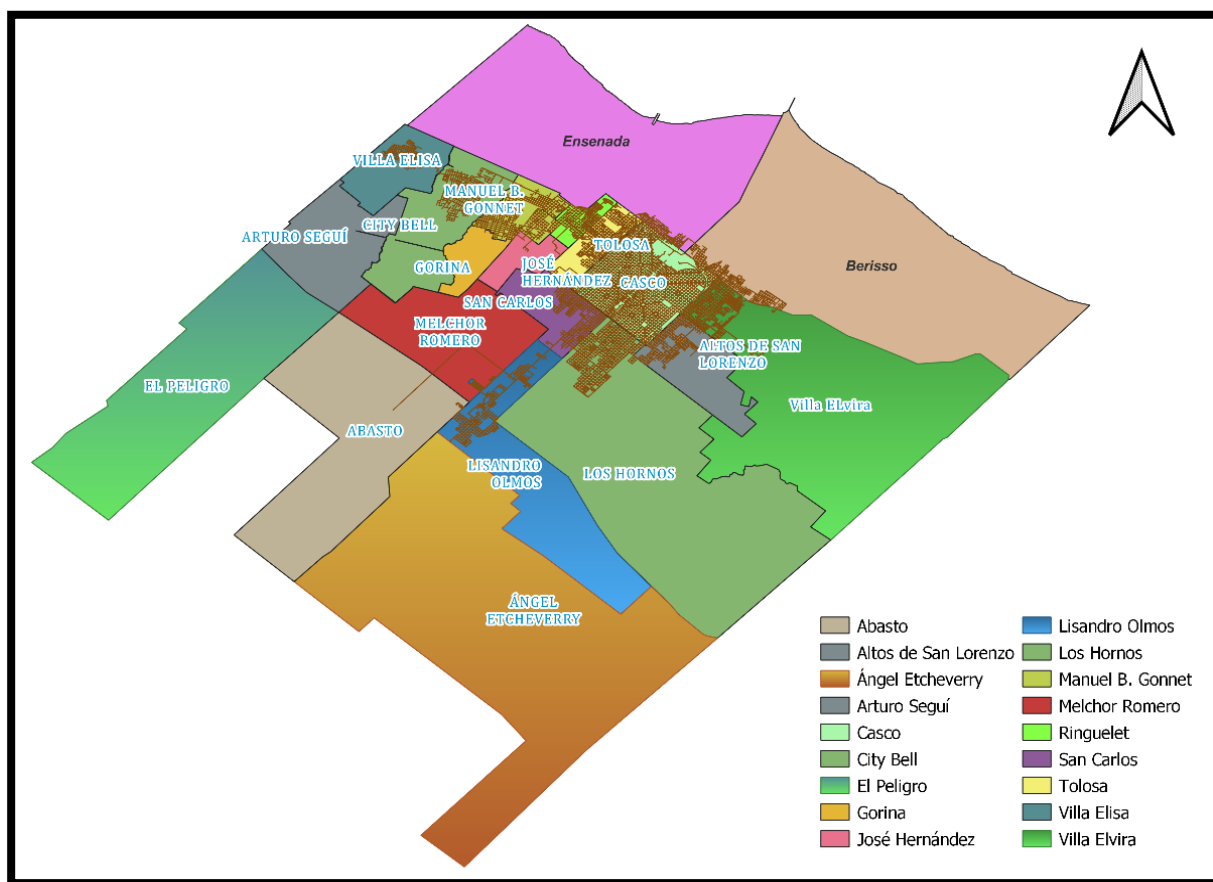 Ensenada
VILLA ELISA
MANUEL B.
GONNET
CITY BELL
ARTURO SEGUÍ
TOLOSA
JOSÉ
HERNÁNDEZ
GORINA
CASCO
Berisso
SAN CARLOS
MELCHOR
ROMERO
ALTOS DE SAN
LORENZO
EL PELIGRO
Villa ELvira
ABASTO
LISANDRO
OLMOS
LOS HORNOS
ÁNGEL
ETCHEVERRY
Abasto
Altos de San Lorenzo
Ángel Etcheverry
Arturo Seguí
Casco
City Bell
El Peligro
Gorina
José Hernández
Lisandro Olmos
Los Hornos
Manuel B. Gonnet
Melchor Romero
Ringuelet
San Carlos
Tolosa
Villa Elisa
Villa Elvira